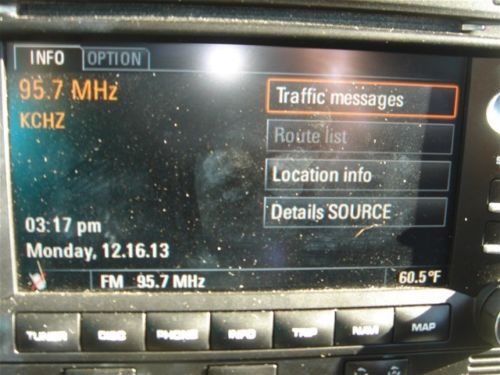 INFO OPTION
95.7 MHz
KCHZ
Traffic messages
Route list
Location info
Details SOURCE
03:17 pm
Monday, 12.16.13
FM 95.7 MHz 60.5°F
TUNER DISC PHONE INFO TRIP NAVI MAP